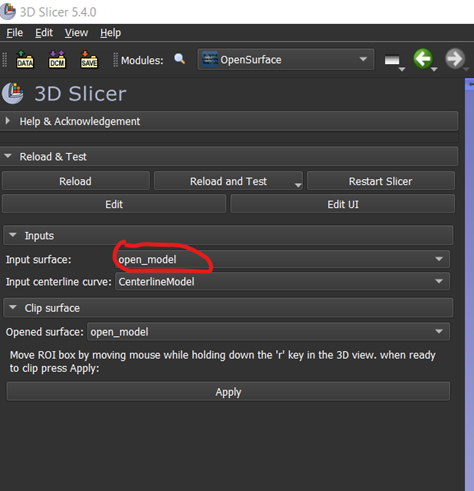 3D Slicer 5.4.0
File Edit View Help
DATA DCM SAVE Modules: OpenSurface
3D Slicer
Help & Acknowledgement
Reload & Test
Reload Reload and Test Restart Slicer
Edit Edit UI
Inputs
Input surface: open_model
Input centerline curve: CenterlineModel
Clip surface
Opened surface: open_model
Move ROI box by moving mouse while holding down the 'r' key in the 3D view. when ready
to clip press Apply:
Apply